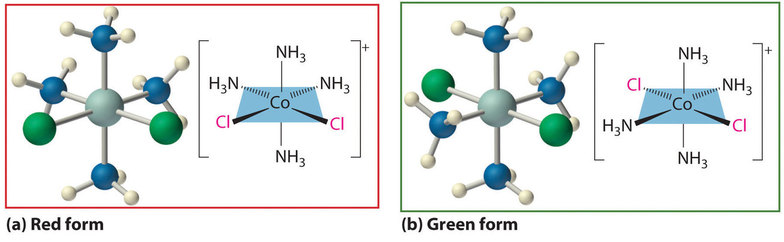 NH3
+
H3N
NH3
Co
Cl
Cl
NH3
(a) Red form
NH3
+
Cl
NH3
Co
H3N
Cl
NH3
(b) Green form